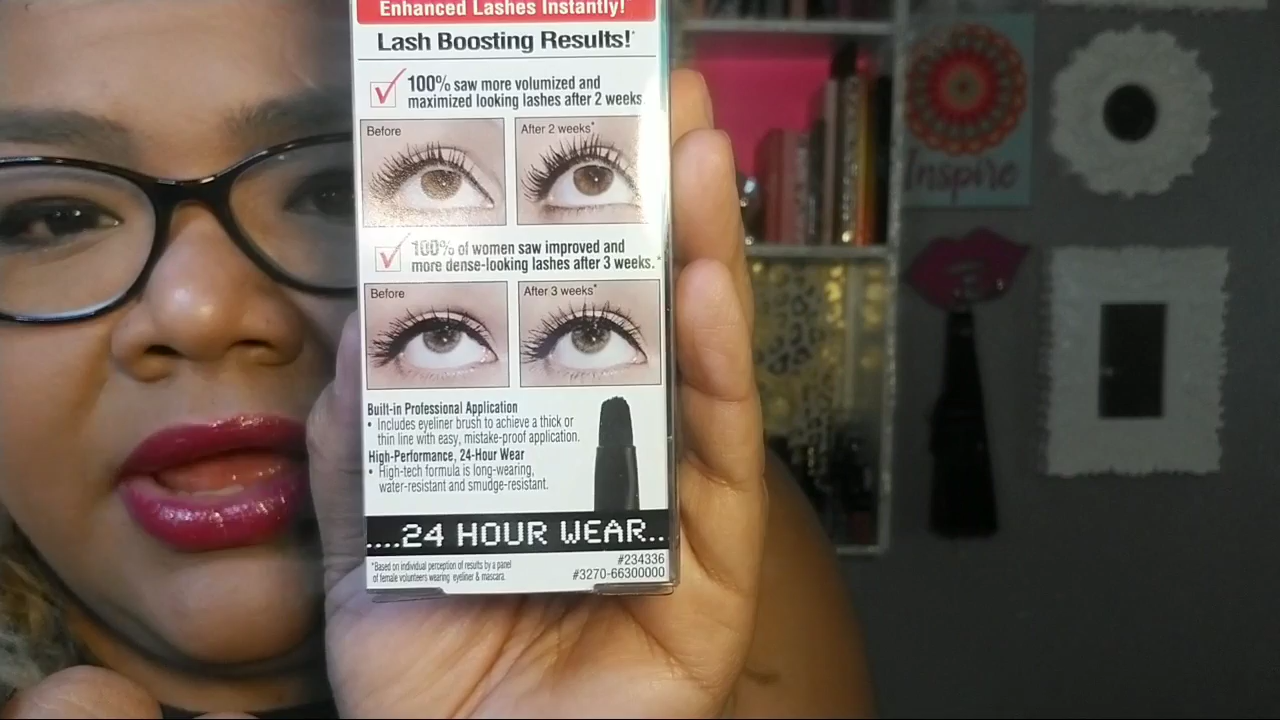 Enhanced Lashes Instantly!*
Lash Boosting Results!*
100% saw more volumized and
maximized looking lashes after 2 weeks.
Before
After 2 weeks*
100% of women saw improved and
more dense-looking lashes after 3 weeks.*
Before
After 3 weeks*
Built-in Professional Application
• Includes eyeliner brush to achieve a thick or
thin line with easy, mistake-proof application.
High-Performance, 24-Hour Wear
• High-tech formula is long-wearing,
water-resistant and smudge-resistant.
....24 HOUR WEAR..
*Based on individual perception of results by a panel
of female volunteers wearing eyeliner & mascara.
#234336
#3270-66300000
Inspire